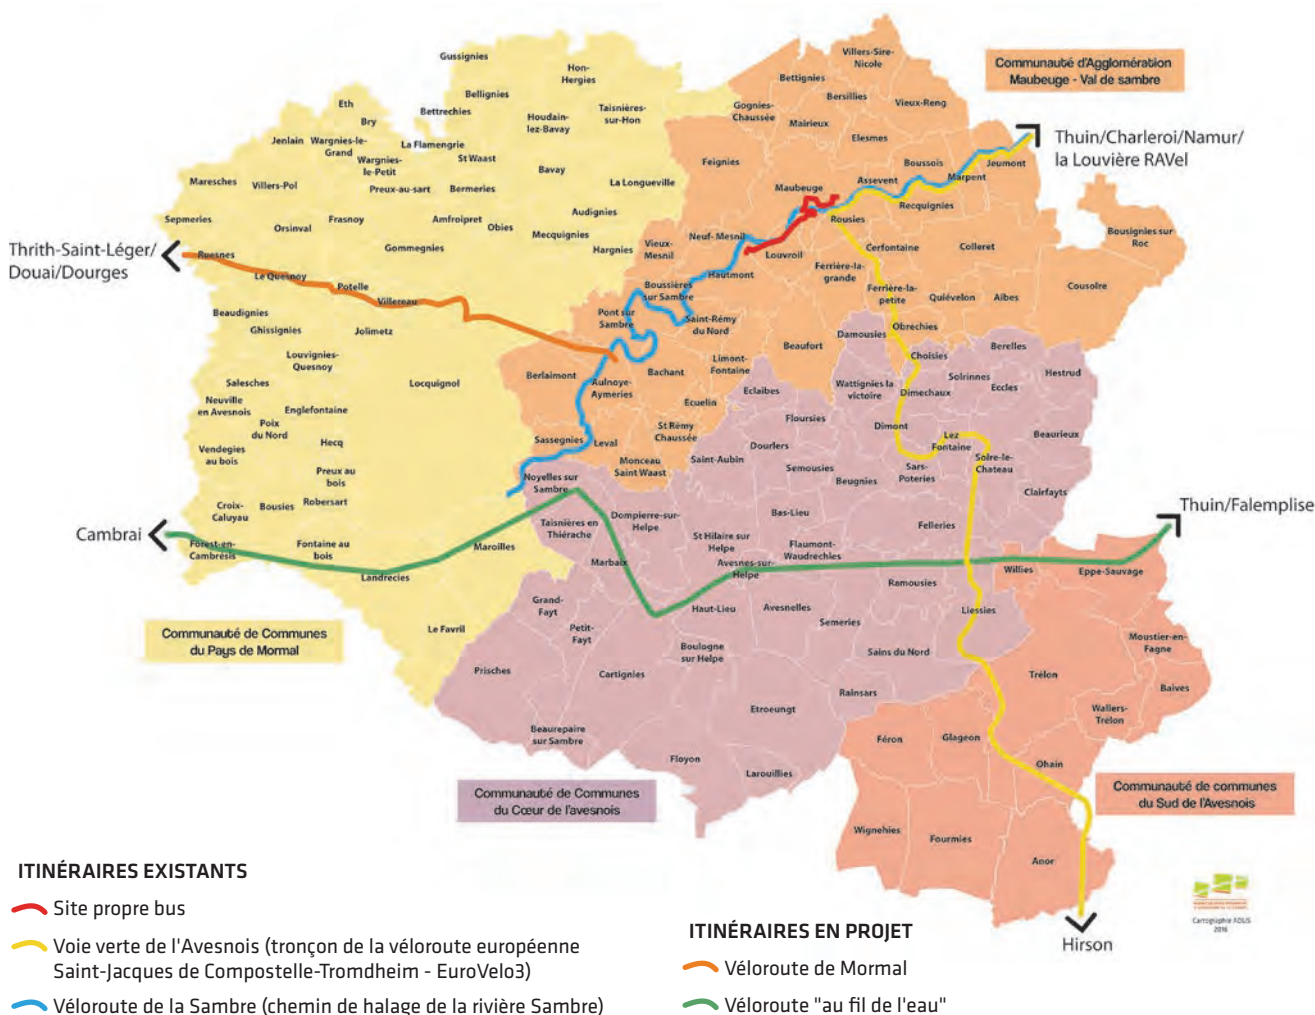 Gussignies
Hon-
Hergies
Bellignies
Eth
Bry
Bettrechies
Houdain-
lez-Bavay
Taisnières-
sur-Hon
Jenlain
Wargnies-le-
Grand
La Flamengrie
Wargnies-
le-Petit
St Waast
Bavay
Maresches
Villers-Pol
Preux-au-sart
Bermeries
La Longueville
Sepmeries
Orsinval
Frasnoy
Amfroipret
Obies
Audignies
Mecquignies
Gommegnies
Hargnies
Thrith-Saint-Léger/
Douai/Dourges
Ruesnes
Le Quesnoy
Potelle
Villereau
Beaudignies
Ghissignies
Jolimetz
Louvignies-
Quesnoy
Salesches
Locquignol
Neuville
en Avesnois
Englefontaine
Poix
du Nord
Hecq
Vendegies
au bois
Preux au
bois
Croix-
Caluyau
Bousies
Robersart
Cambrai
Forest-en-
Cambrésis
Fontaine au
bois
Landrecies
Maroilles
Le Favril
Communauté de Communes
du Pays de Mormal
Villers-Sire-
Nicole
Bettignies
Bersillies
Vieux-Reng
Gognies-
Chaussée
Mairieux
Elesmes
Communauté d'Agglomération
Maubeuge - Val de sambre
Thuin/Charleroi/Namur/
la Louvière RAVel
Feignies
Boussois
Jeumont
Maubeuge
Assevent
Marpent
Recquignies
Rousies
Vieux-
Mesnil
Neuf- Mesnil
Louvroil
Cerfontaine
Colleret
Bousignies sur
Roc
Hautmont
Ferrière-la-
grande
Boussières
sur Sambre
Ferrière-la-
petite
Quiévelon
Aibes
Cousolre
Pont sur
Sambre
Saint-Rémy
du Nord
Damousies
Obrechies
Beaufort
Limont-
Fontaine
Berlaimont
Bachant
Aulnoye-
Aymeries
Ecuelin
Sassegnies
Leval
St Rémy
Chaussée
Monceau
Saint Waast
Choisies
Berelles
Hestrud
Eclaibes
Wattignies la
victoire
Solrinnes
Eccles
Dimechaux
Floursies
Dimont
Lez
Fontaine
Beaurieux
Dourlers
Saint-Aubin
Semousies
Sars-
Poteries
Solre-le-
Chateau
Beugnies
Clairfayts
Noyelles sur
Sambre
Dompierre-sur-
Helpe
Bas-Lieu
Taisnières en
Thiérache
Felleries
St Hilaire sur
Helpe
Flaumont-
Waudrechies
Marbaix
Avesnes-sur-
Helpe
Ramousies
Willies
Eppe-Sauvage
Thuin/Falemplise
Grand-
Fayt
Haut-Lieu
Avesnelles
Liessies
Petit-
Fayt
Semeries
Boulogne
sur Helpe
Sains du Nord
Moustier-en-
Fagne
Prisches
Cartignies
Trélon
Baives
Rainsars
Wallers-
Trélon
Etroeungt
Beaurepaire
sur Sambre
Féron
Glageon
Floyon
Ohain
Larouillies
Communauté de Communes
du Cœur de l'avesnois
Communauté de communes
du Sud de l'Avesnois
Wignehies
Fourmies
Anor
Hirson
Cartographie ADUS
2016
ITINÉRAIRES EXISTANTS
Site propre bus
Voie verte de l'Avesnois (tronçon de la véloroute européenne
Saint-Jacques de Compostelle-Tromdheim - EuroVelo3)
Véloroute de la Sambre (chemin de halage de la rivière Sambre)
ITINÉRAIRES EN PROJET
Véloroute de Mormal
Véloroute "au fil de l'eau"